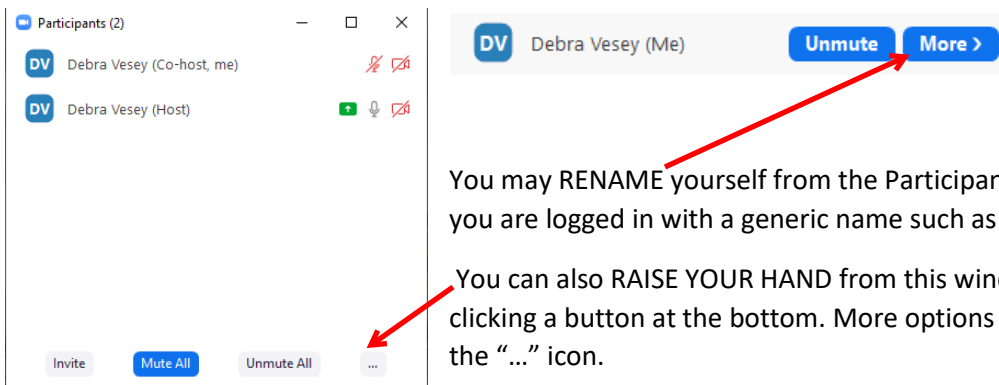 Participants (2)
DV Debra Vesey (Co-host, me)
DV Debra Vesey (Host)
Invite Mute All Unmute All ...
DV Debra Vesey (Me) Unmute More >
You may RENAME yourself from the
you are logged in with a generic name such as
You can also RAISE YOUR HAND from this
clicking a button at the bottom. More options
the “…” icon.